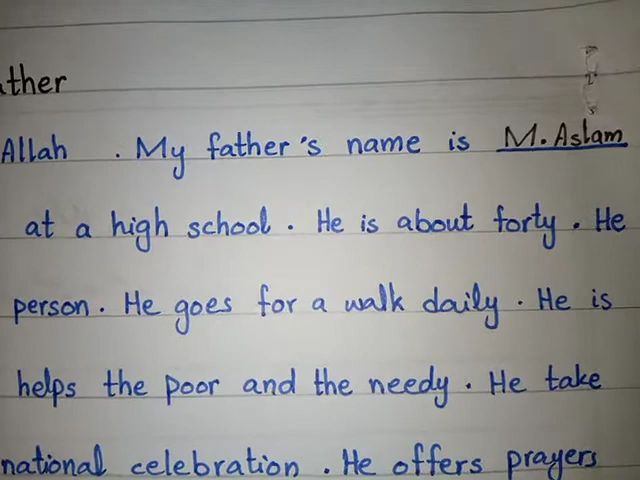 ather
Allah . My father's name is M. Aslam
at a high school. He is about forty. He
person. He goes for a walk daily. He is
helps the poor and the needy. He take
national celebration. He offers prayers